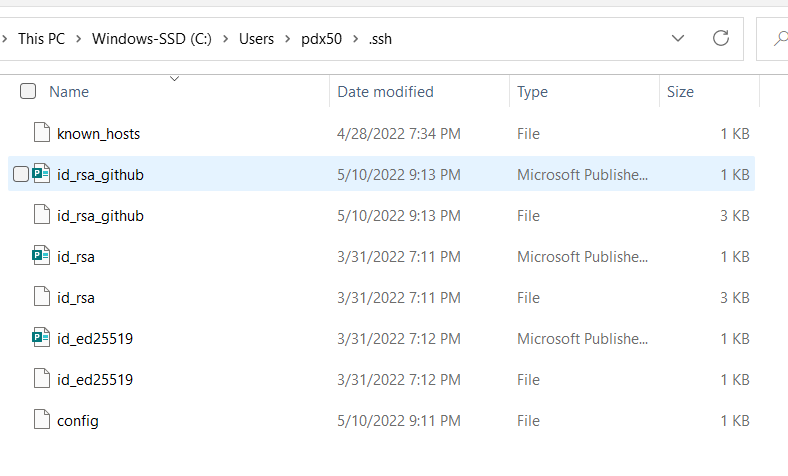 This PC > Windows-SSD (C:) > Users > pdx50 > .ssh
Name Date modified Type Size
known_hosts 4/28/2022 7:34 PM File 1 KB
id_rsa_github 5/10/2022 9:13 PM Microsoft Publishe... 1 KB
id_rsa_github 5/10/2022 9:13 PM File 3 KB
id_rsa 3/31/2022 7:11 PM Microsoft Publishe... 1 KB
id_rsa 3/31/2022 7:11 PM File 3 KB
id_ed25519 3/31/2022 7:12 PM Microsoft Publishe... 1 KB
id_ed25519 3/31/2022 7:12 PM File 1 KB
config 5/10/2022 9:11 PM File 1 KB